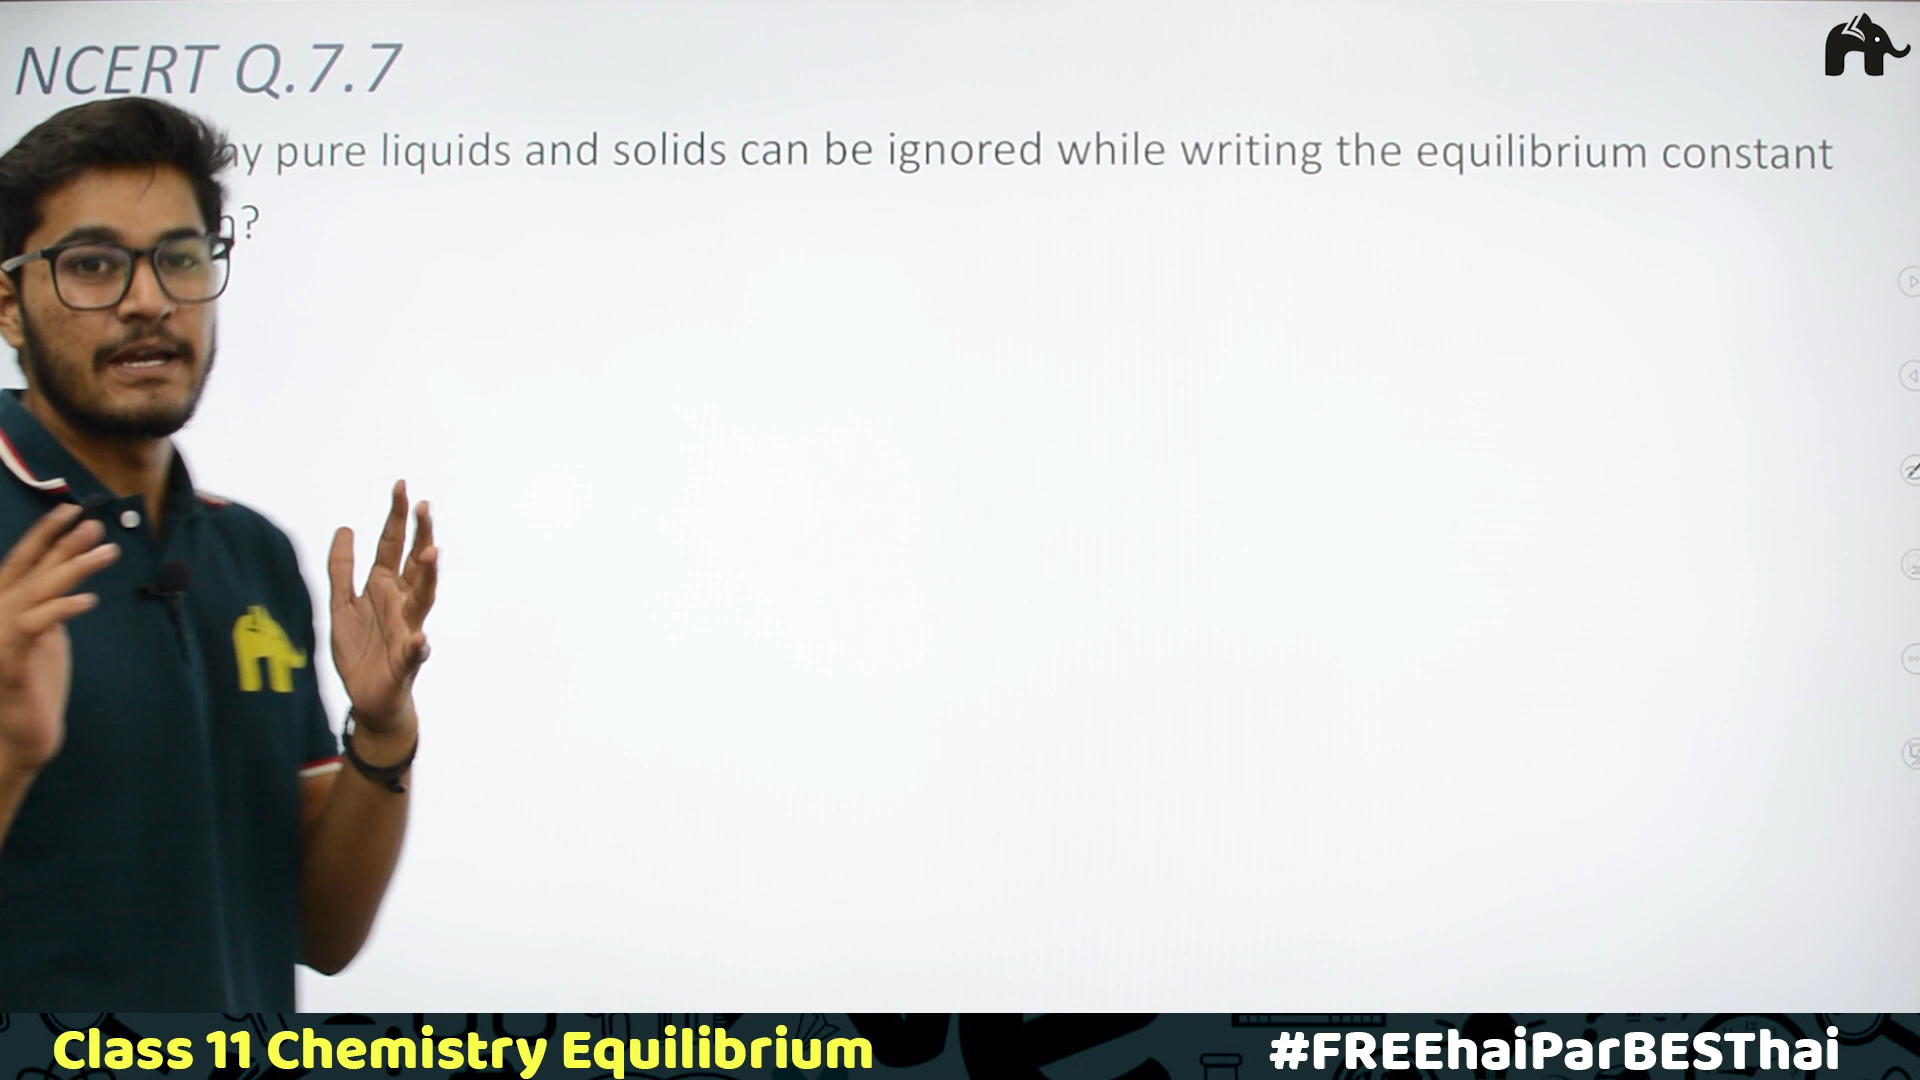 NCERT Q.7.7
pure liquids and solids can be ignored while writing the equilibrium constant
?
Class 11 Chemistry Equilibrium
#FREEhaiParBESThai